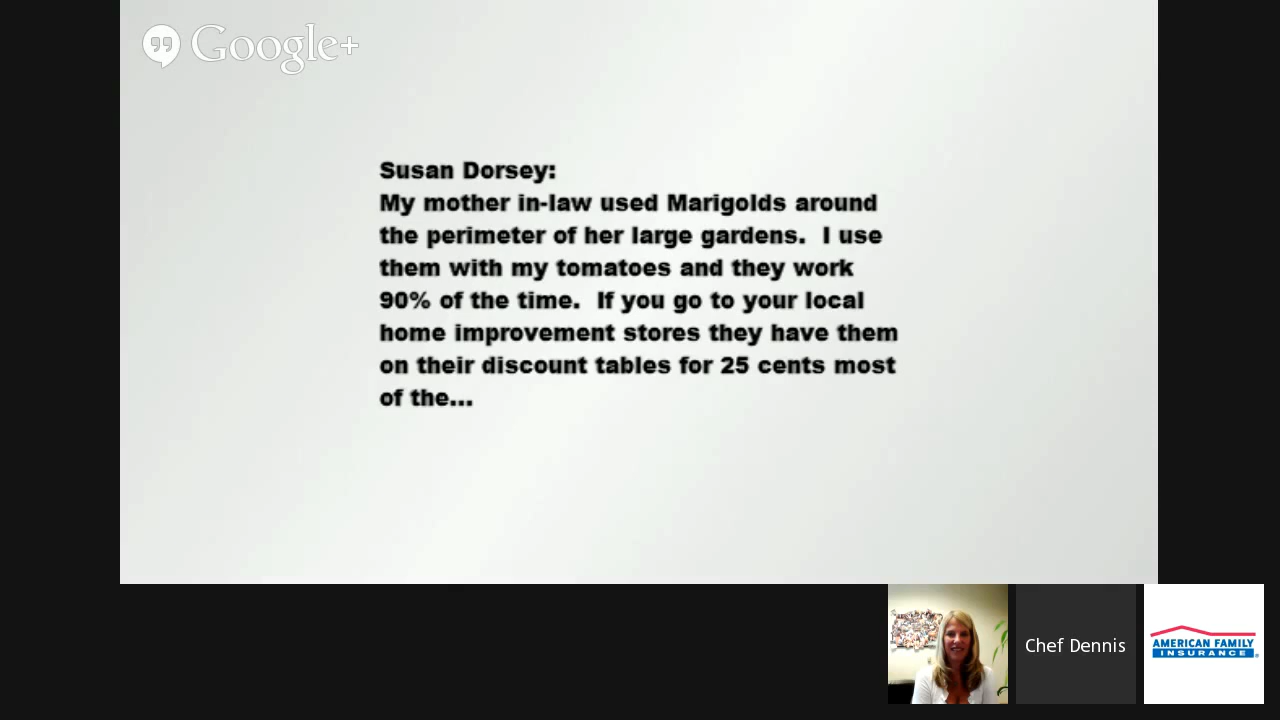 Google+
Susan Dorsey:
My mother in-law used Marigolds around
the perimeter of her large gardens.  I use
them with my tomatoes and they work
90% of the time.  If you go to your local
home improvement stores they have them
on their discount tables for 25 cents most
of the...
Chef Dennis
AMERICAN FAMILY
INSURANCE®